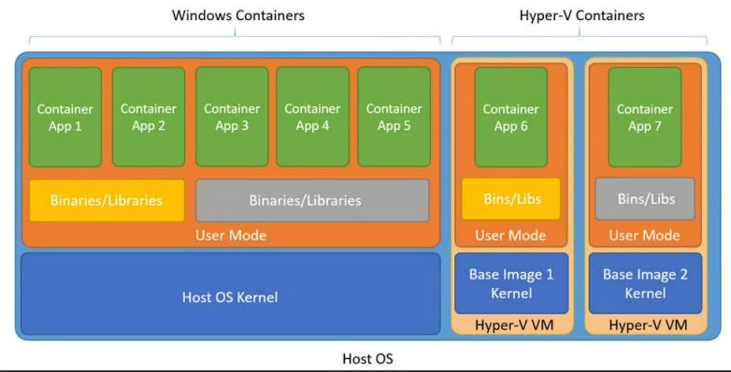 Windows Containers
Hyper-V Containers
Container
App 1
Container
App 2
Container
App 3
Container
App 4
Container
App 5
Binaries/Libraries
Binaries/Libraries
User Mode
Host OS Kernel
Container
App 6
Bins/Libs
User Mode
Base Image 1
Kernel
Hyper-V VM
Container
App 7
Bins/Libs
User Mode
Base Image 2
Kernel
Hyper-V VM
Host OS